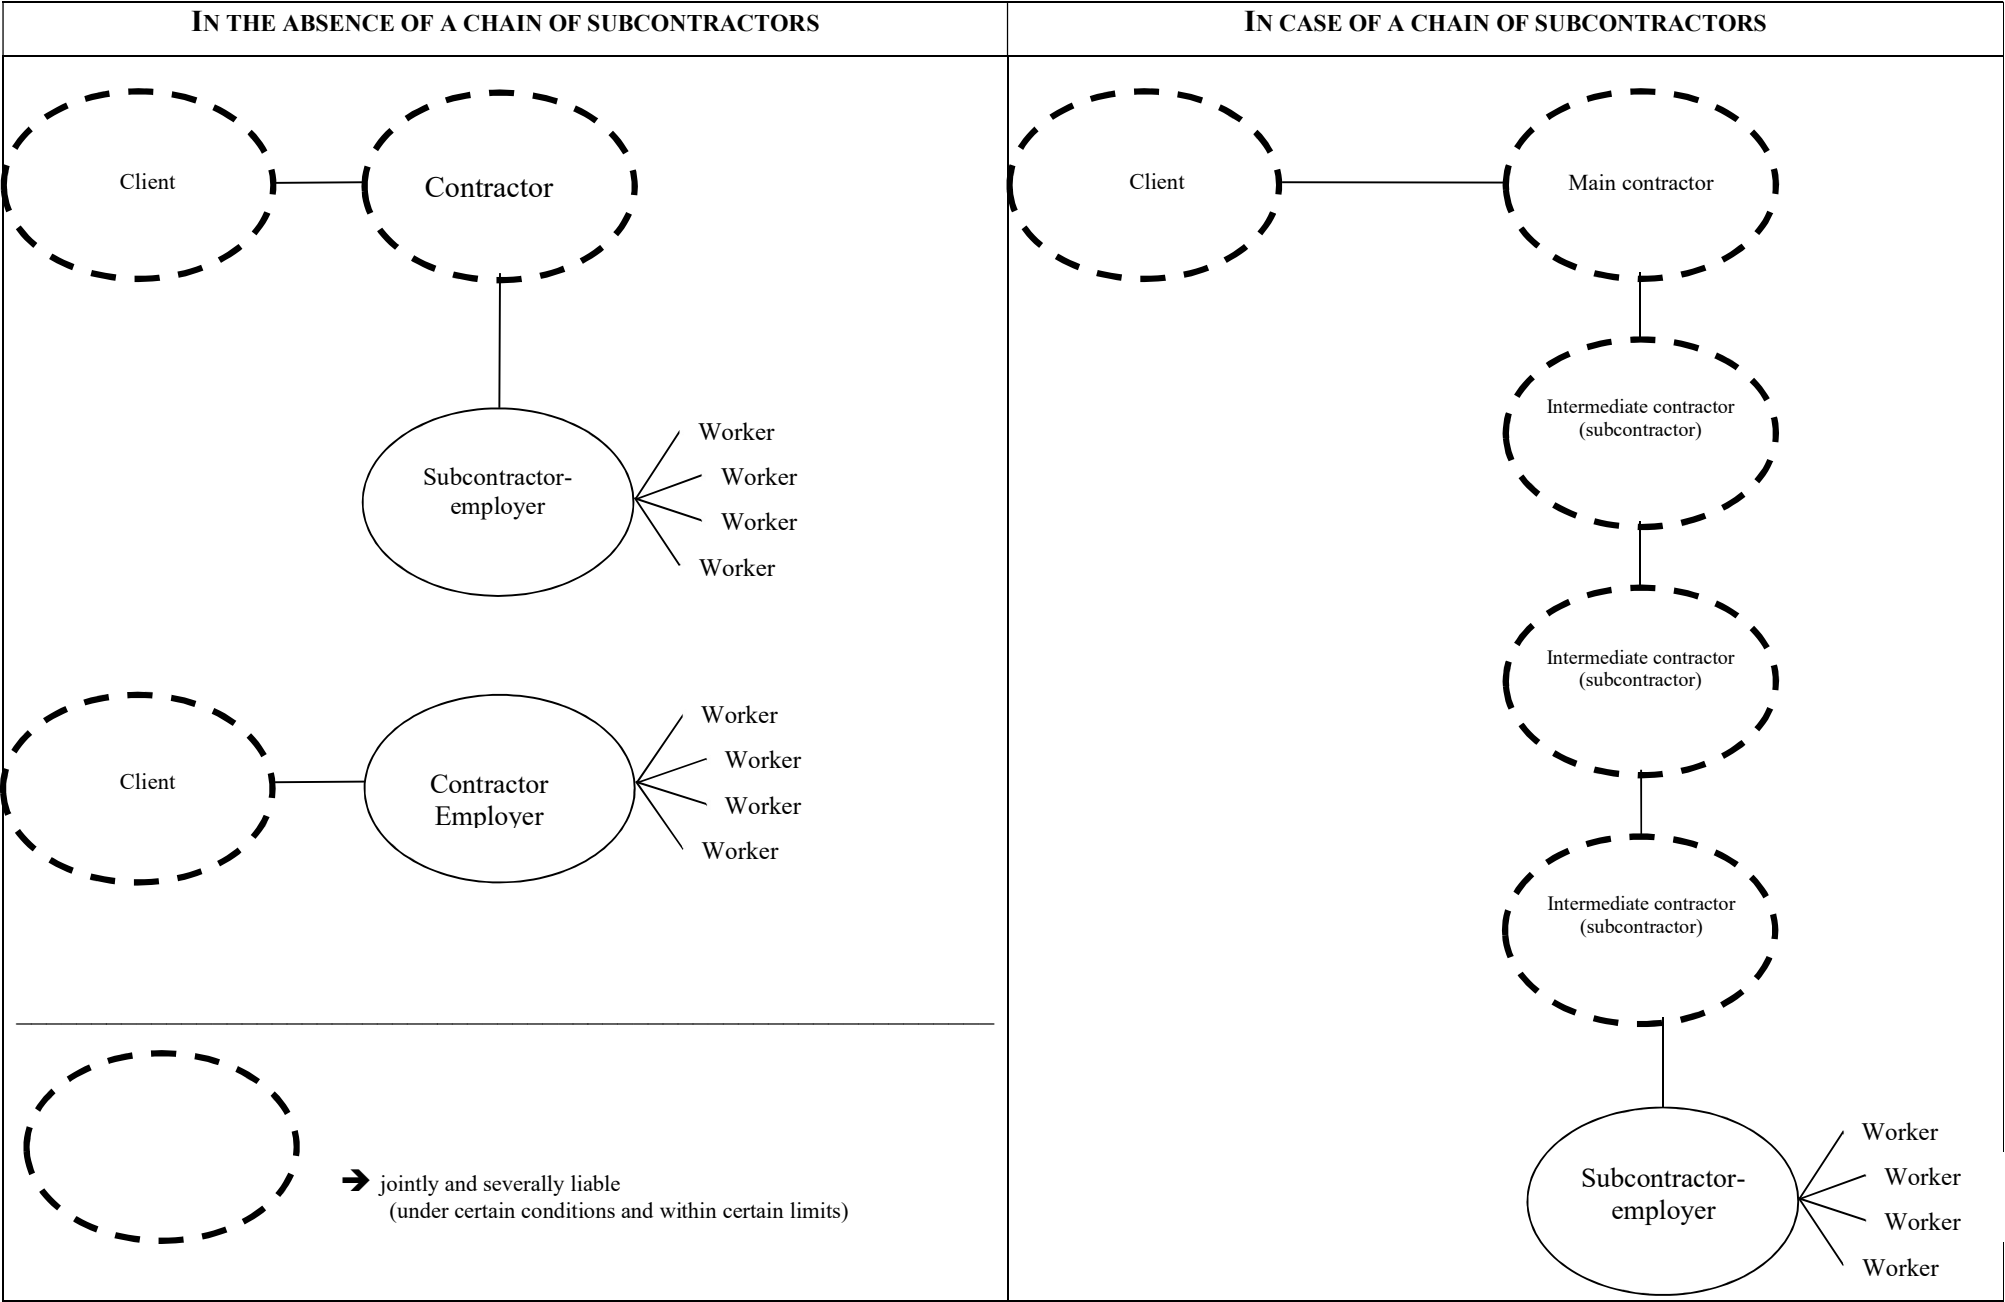 IN THE ABSENCE OF A CHAIN OF SUBCONTRACTORS
Client
Contractor
Subcontractor-
employer
Worker
Worker
Worker
Worker
Client
Contractor
Employer
Worker
Worker
Worker
Worker
➔ jointly and severally liable
(under certain conditions and within certain limits)
IN CASE OF A CHAIN OF SUBCONTRACTORS
Client
Main contractor
Intermediate contractor
(subcontractor)
Intermediate contractor
(subcontractor)
Intermediate contractor
(subcontractor)
Subcontractor-
employer
Worker
Worker
Worker
Worker